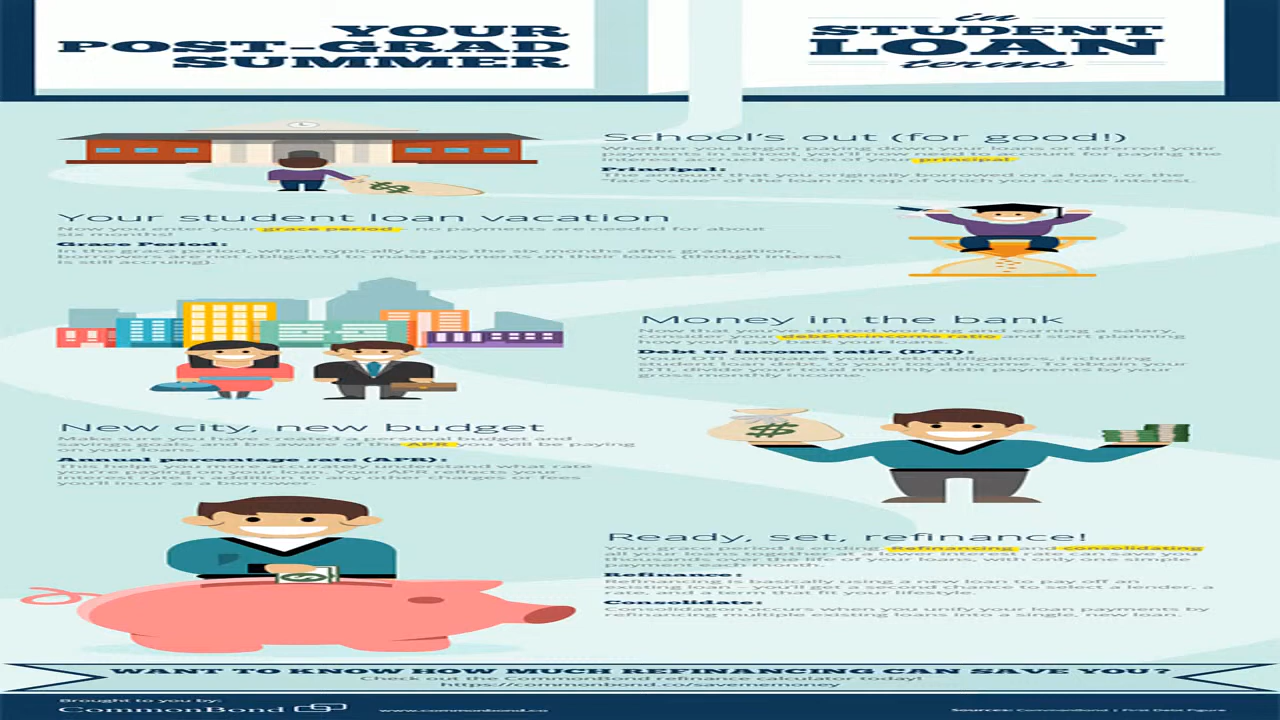 YOUR
POST-GRAD
SUMMER
in
STUDENT
LOAN
terms
School's out (for good!)
Whether you began paying down your loans or deferred your
payments in school, you'll now need to account for paying the
interest accrued on top of your principal.
Principal:
The amount that you originally borrowed on a loan, or the
"face value" of the loan on top of which you accrue interest.
Your student loan vacation
Now you enter your grace period - no payments are needed for about
six months!
Grace Period:
In the grace period, which typically spans the six months after graduation,
borrowers are not obligated to make payments on their loans (though interest
is still accruing).
Money in the bank
Now that you've started working and earning a salary,
consider your debt-to-income ratio and start planning
how you'll pay back your loans.
Debt to income ratio (DTI):
Your DTI compares your debt obligations, including
student loan debt, to your total income. To obtain your
DTI, divide your total monthly debt payments by your
gross monthly income.
New city, new budget
Make sure you have created a personal budget and
savings goals, and be aware of the APR you will be paying
on your loans.
Annual percentage rate (APR):
This helps you more accurately understand what rate
you're paying on your loan. Your APR reflects your
interest rate in addition to any other charges or fees
you'll incur as a borrower.
Ready, set, refinance!
Your grace period is ending. Refinancing and consolidating
all your loans together at a lower interest rate can save you
thousands over the life of your loans, with only one simple
payment each month.
Refinance:
Refinancing is basically using a new loan to pay off an
existing loan - you'll get a second chance to select a lender, a
rate, and a term that fit your lifestyle.
Consolidate:
Consolidation occurs when you unify your loan payments by
refinancing multiple existing loans into a single, new loan.
WANT TO KNOW HOW MUCH REFINANCING CAN SAVE YOU?
Check out the CommonBond refinance calculator today!
https://commonbond.co/savememoney
Brought to you by:
CommonBond
www.commonbond.co
Sources: CommonBond | First Debt Figure